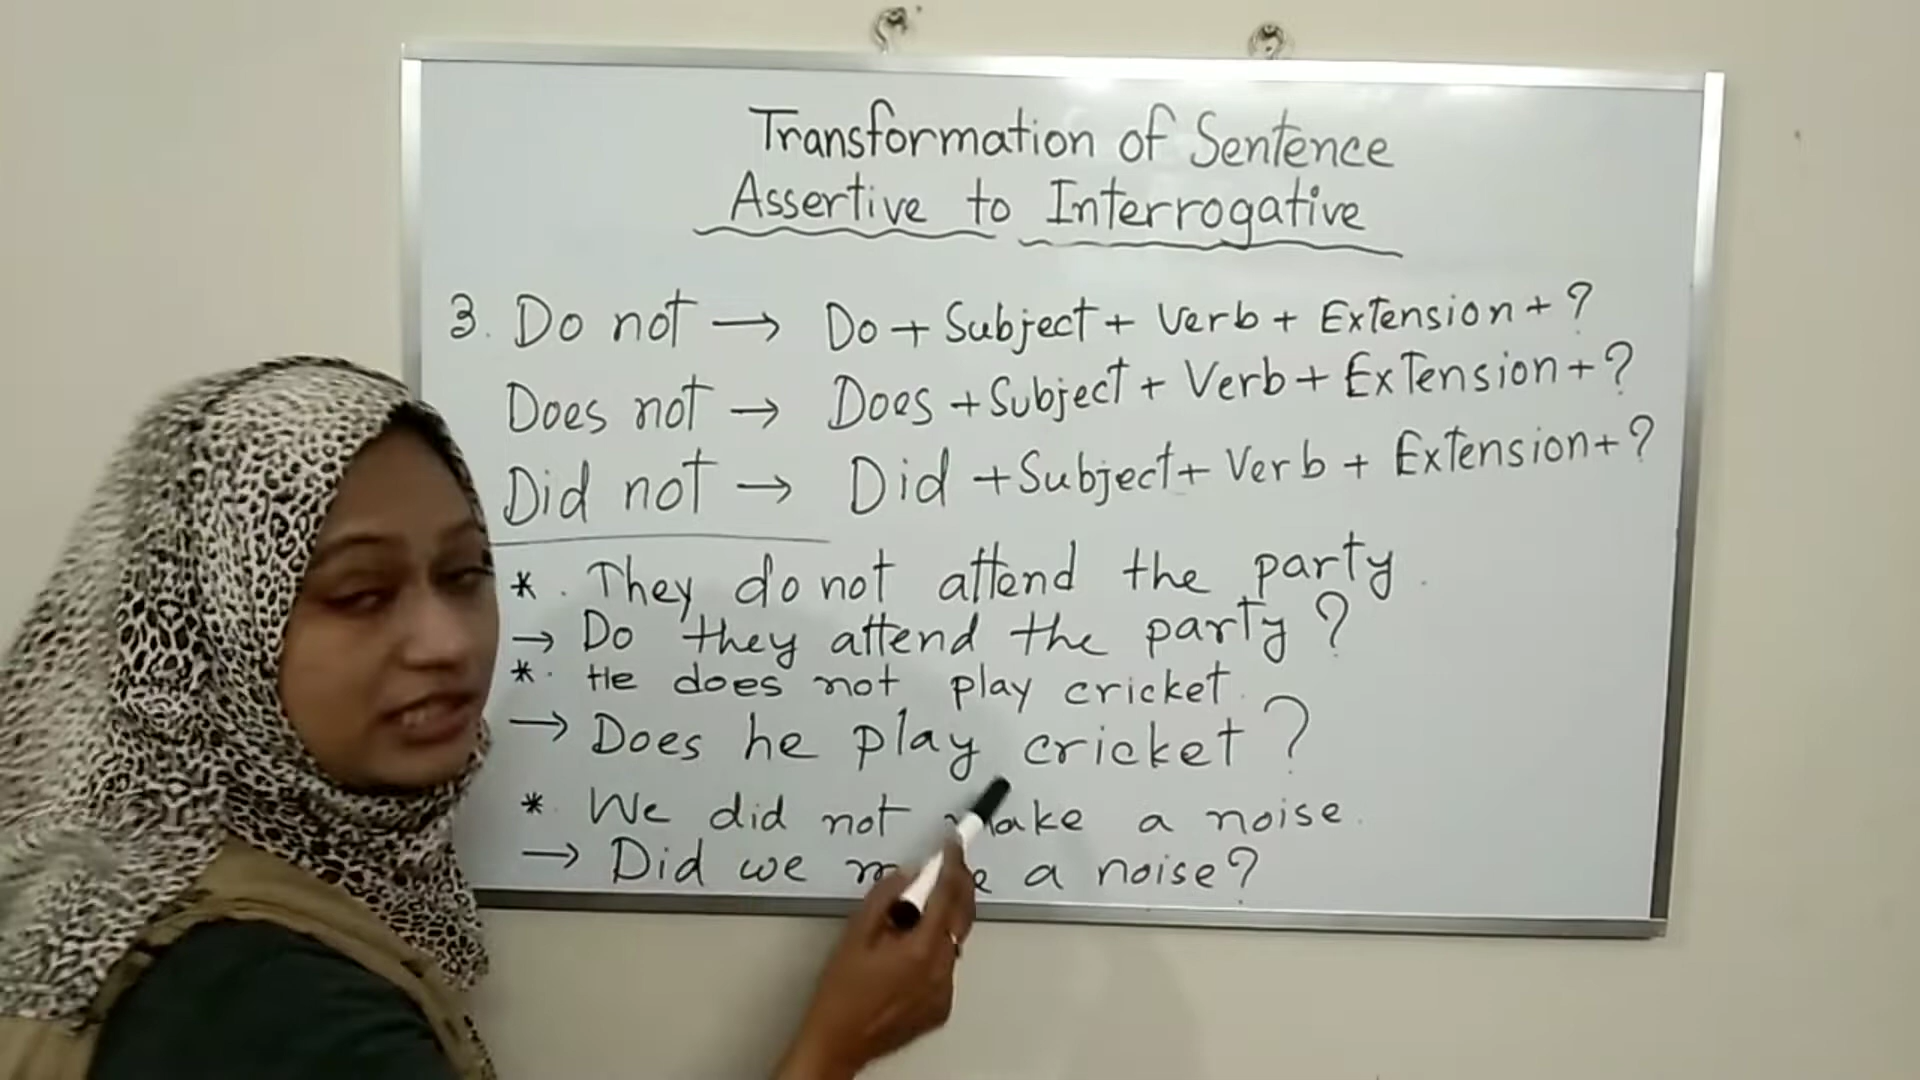 Transformation of Sentence
Assertive to Interrogative
3. Do not → Do + Subject + Verb + Extension + ?
Does not → Does + Subject + Verb + Extension + ?
Did not → Did + Subject + Verb + Extension + ?
* . They do not attend the party.
→ Do they attend the party?
* . He does not play cricket.
→ Does he play cricket?
* . We did not a noise.
→ Did we a noise?